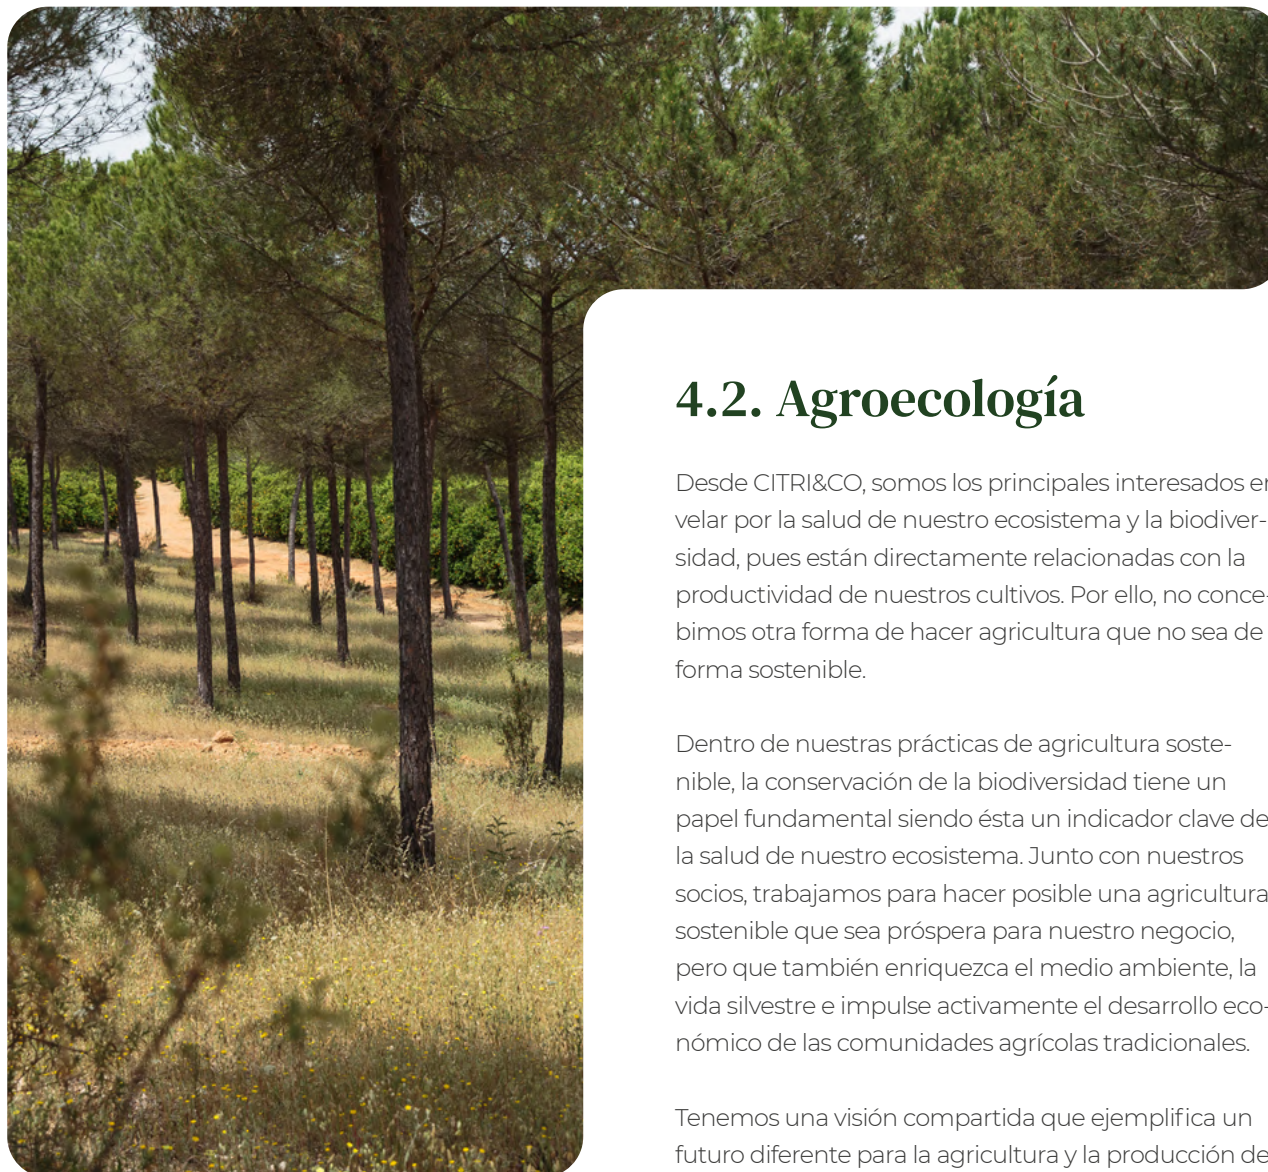 4.2. Agroecología
Desde CITRI&CO, somos los principales interesados en
velar por la salud de nuestro ecosistema y la biodiver-
sidad, pues están directamente relacionadas con la
productividad de nuestros cultivos. Por ello, no conce-
bimos otra forma de hacer agricultura que no sea de
forma sostenible.
Dentro de nuestras prácticas de agricultura soste-
nible, la conservación de la biodiversidad tiene un
papel fundamental siendo ésta un indicador clave de
la salud de nuestro ecosistema. Junto con nuestros
socios, trabajamos para hacer posible una agricultura
sostenible que sea próspera para nuestro negocio,
pero que también enriquezca el medio ambiente, la
vida silvestre e impulse activamente el desarrollo eco-
nómico de las comunidades agrícolas tradicionales.
Tenemos una visión compartida que ejemplifica un
futuro diferente para la agricultura y la producción de